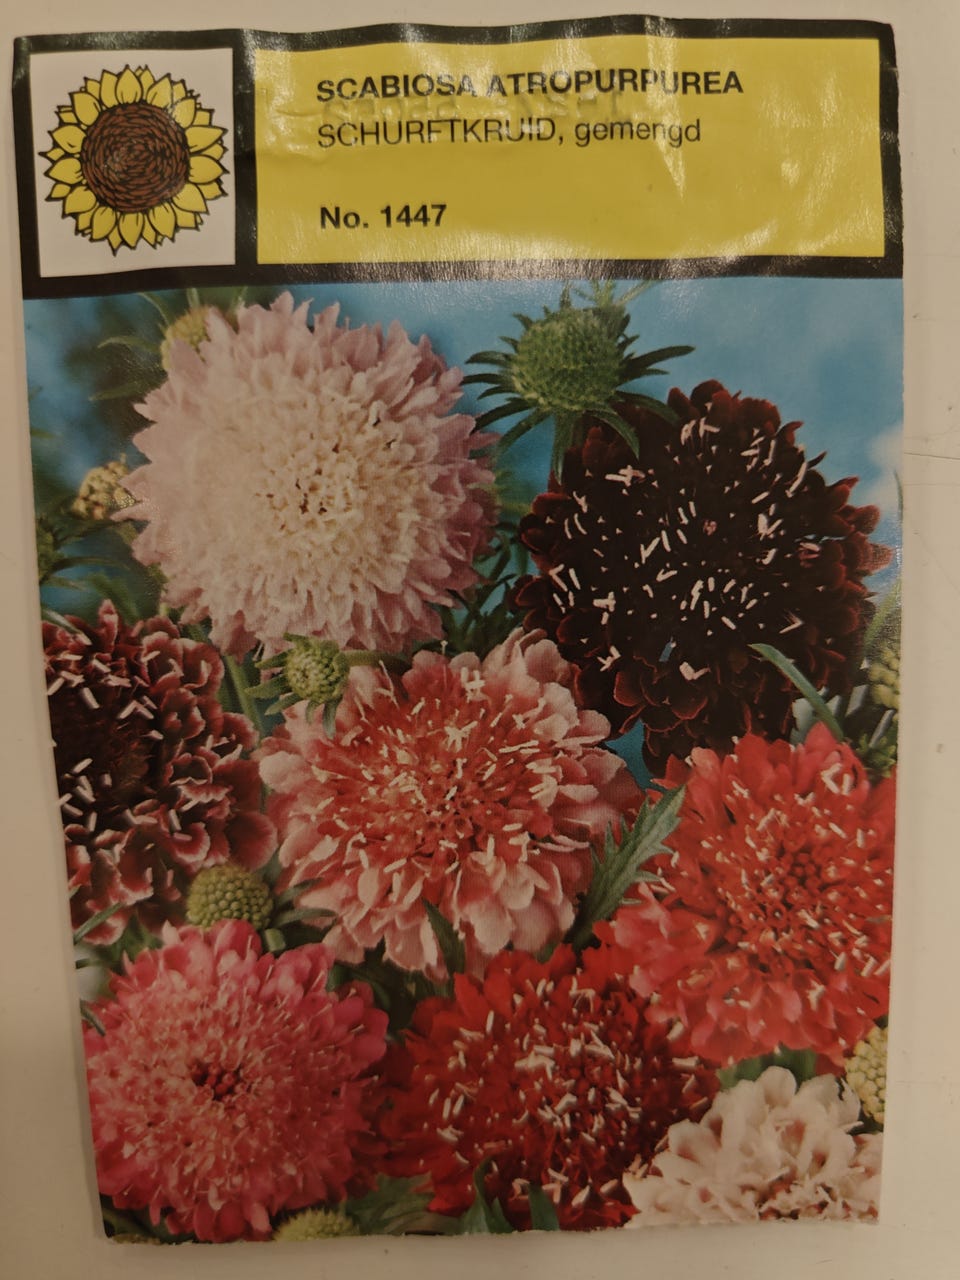 SCABIOSA ATROPURPUREA
SCHURFTKRUID, gemengd
No. 1447